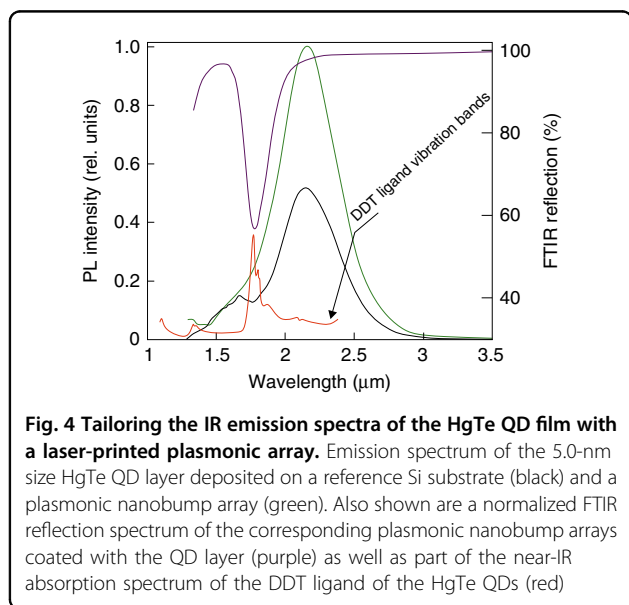 1.0
0.8
0.6
0.4
0.2
0
PL intensity (rel. units)
100
80
60
40
FTIR reflection (%)
DDT ligand vibration bands
1 1.5 2 2.5 3 3.5
Wavelength (μm)
Fig. 4 Tailoring the IR emission spectra of the HgTe QD film with
a laser-printed plasmonic array. Emission spectrum of the 5.0-nm
size HgTe QD layer deposited on a reference Si substrate (black) and a
plasmonic nanobump array (green). Also shown are a normalized FTIR
reflection spectrum of the corresponding plasmonic nanobump arrays
coated with the QD layer (purple) as well as part of the near-IR
absorption spectrum of the DDT ligand of the HgTe QDs (red)